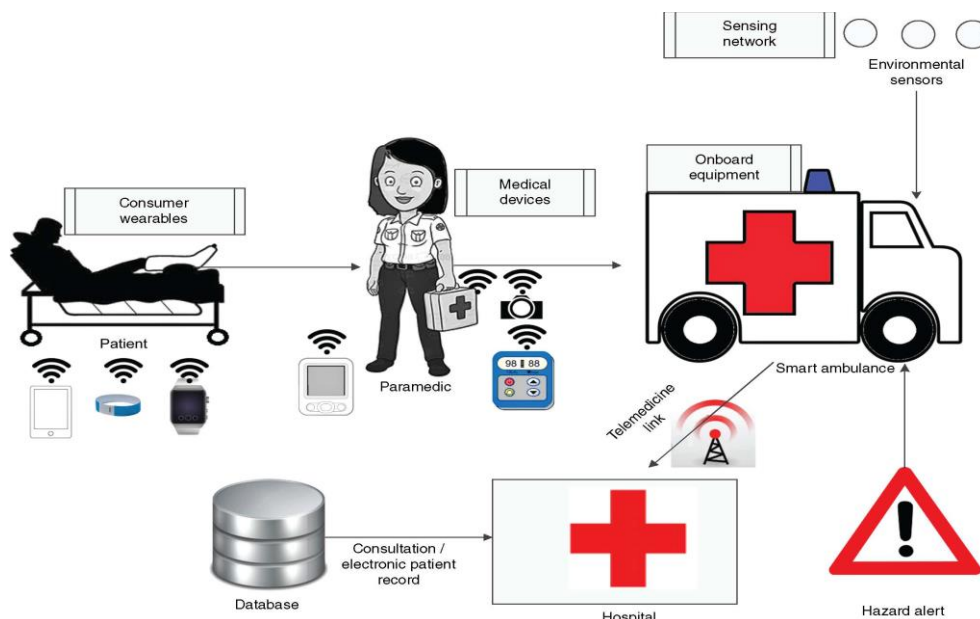 Sensing
network
Environmental
sensors
Onboard
equipment
Consumer
wearables
Medical
devices
Patient
Paramedic
98 88
Smart ambulance
Telemedicine
link
Consultation /
electronic patient
record
Database
Hospital
Hazard alert